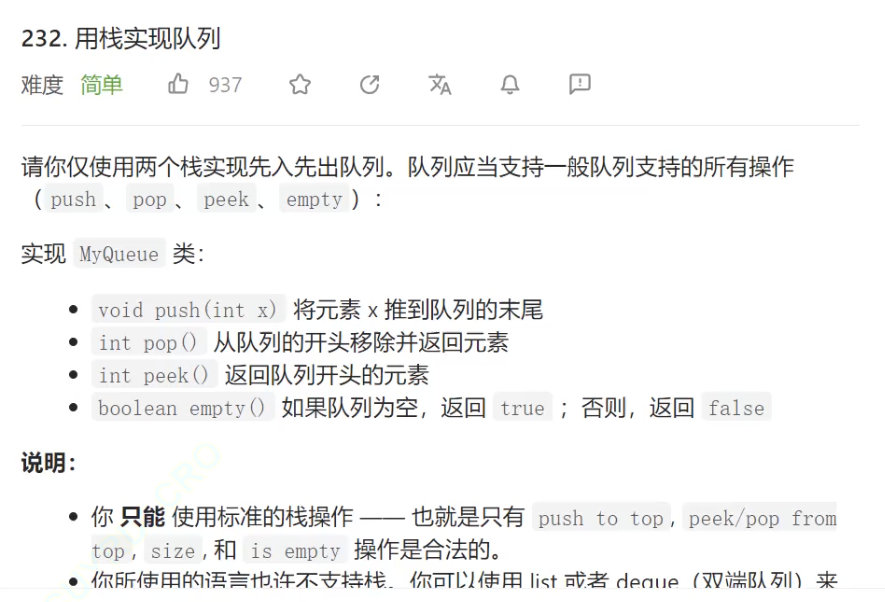 232. 用栈实现队列
难度 简单 937
请你仅使用两个栈实现先入先出队列。队列应当支持一般队列支持的所有操作
（push、pop、peek、empty）：
实现 MyQueue 类：
void push(int x) 将元素 x 推到队列的末尾
int pop() 从队列的开头移除并返回元素
int peek() 返回队列开头的元素
boolean empty() 如果队列为空，返回 true ；否则，返回 false
说明：
你 只能 使用标准的栈操作 —— 也就是只有 push to top, peek/pop from
top, size, 和 is empty 操作是合法的。
你所使用的语言也许不支持栈。你可以使用 list 或者 deque（双端队列）来